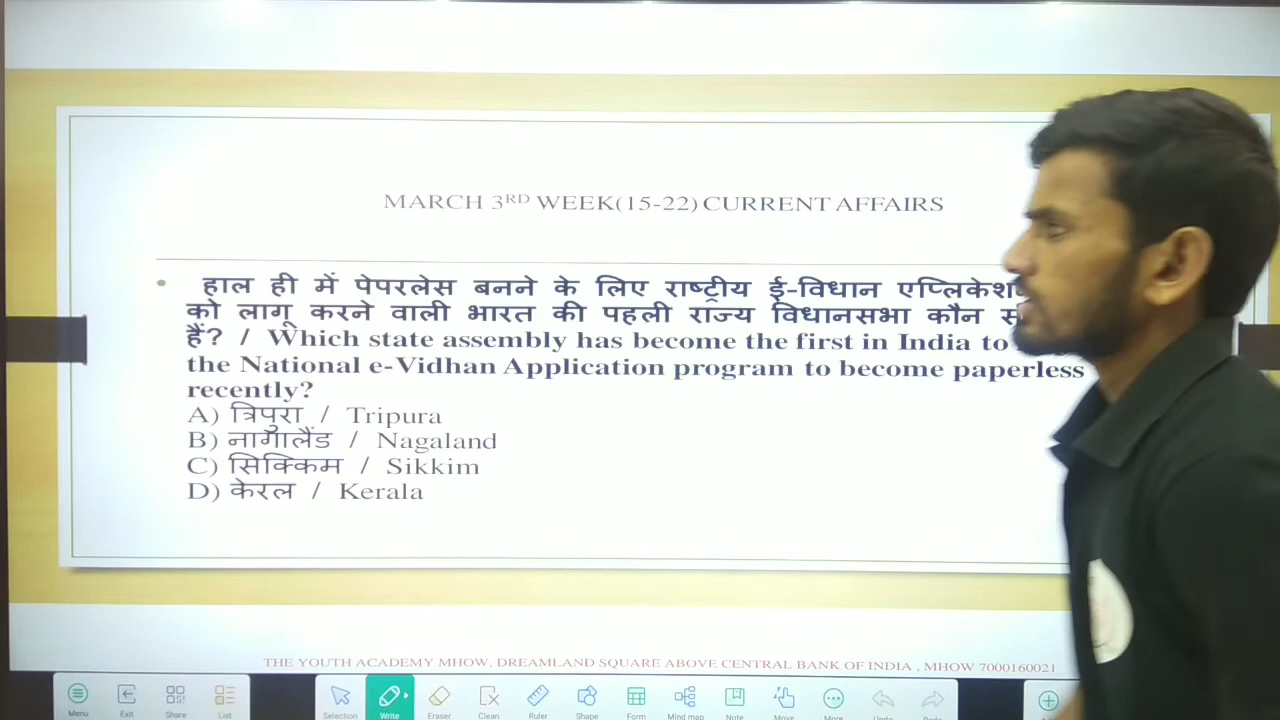 MARCH 3RD WEEK(15-22) CURRENT AFFAIRS
• हाल ही में पेपरलेस बनने के लिए राष्ट्रीय ई-विधान
को लागू करने वाली भारत की पहली राज्य विधानसभा कौन
हैं? / Which state assembly has become the first in India to
the National e-Vidhan Application program to become paperless
recently?
A) त्रिपुरा / Tripura
B) नागालैंड / Nagaland
C) सिक्किम / Sikkim
D) केरल / Kerala
THE YOUTH ACADEMY MHOW, DREAMLAND SQUARE ABOVE CENTRAL BANK OF INDIA , MHOW 7000160021
Menu Exit Share List Selection Write Eraser Clean Ruler Shape Form Mind map Note Move More Undo Redo